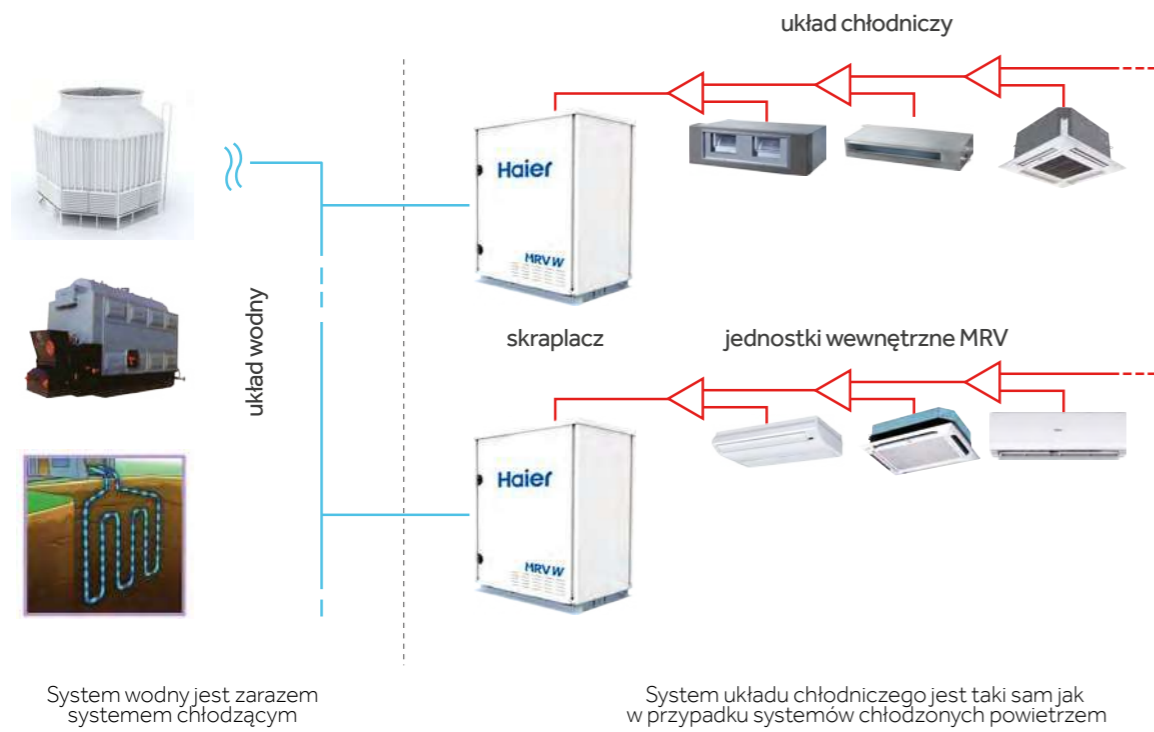 układ chłodniczy
Haier
MRV W
układ wodny
skraplacz
jednostki wewnętrzne MRV
Haier
MRV W
System wodny jest zarazem
systemem chłodzącym
System układu chłodniczego jest taki sam jak
w przypadku systemów chłodzonych powietrzem